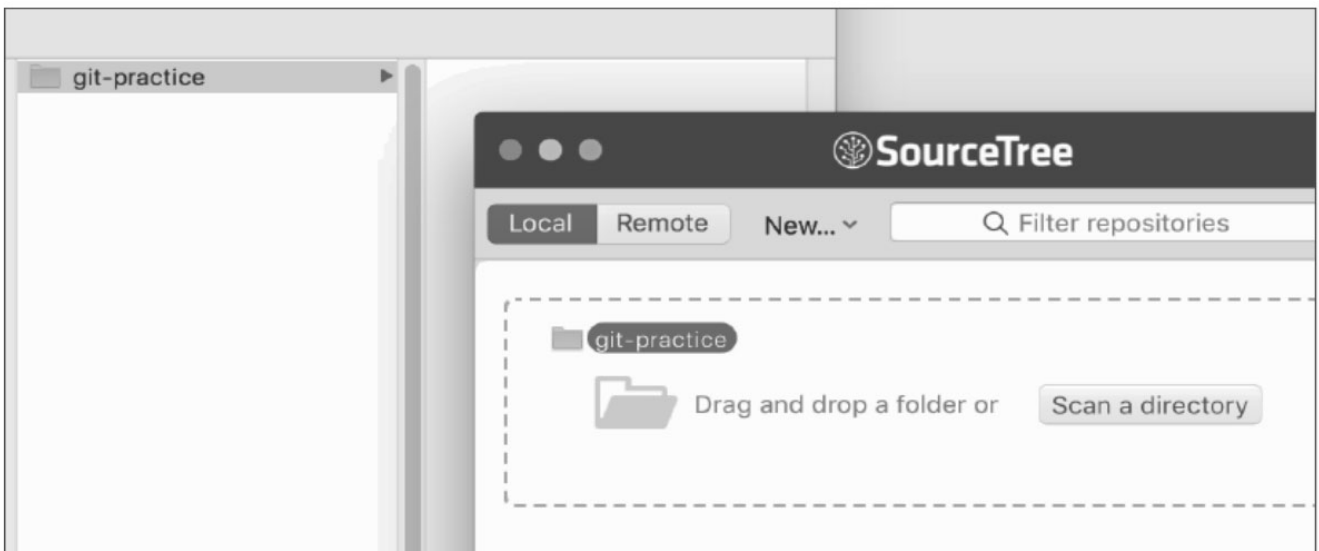 git-practice
SourceTree
Local Remote New... Filter repositories
git-practice
Drag and drop a folder or Scan a directory